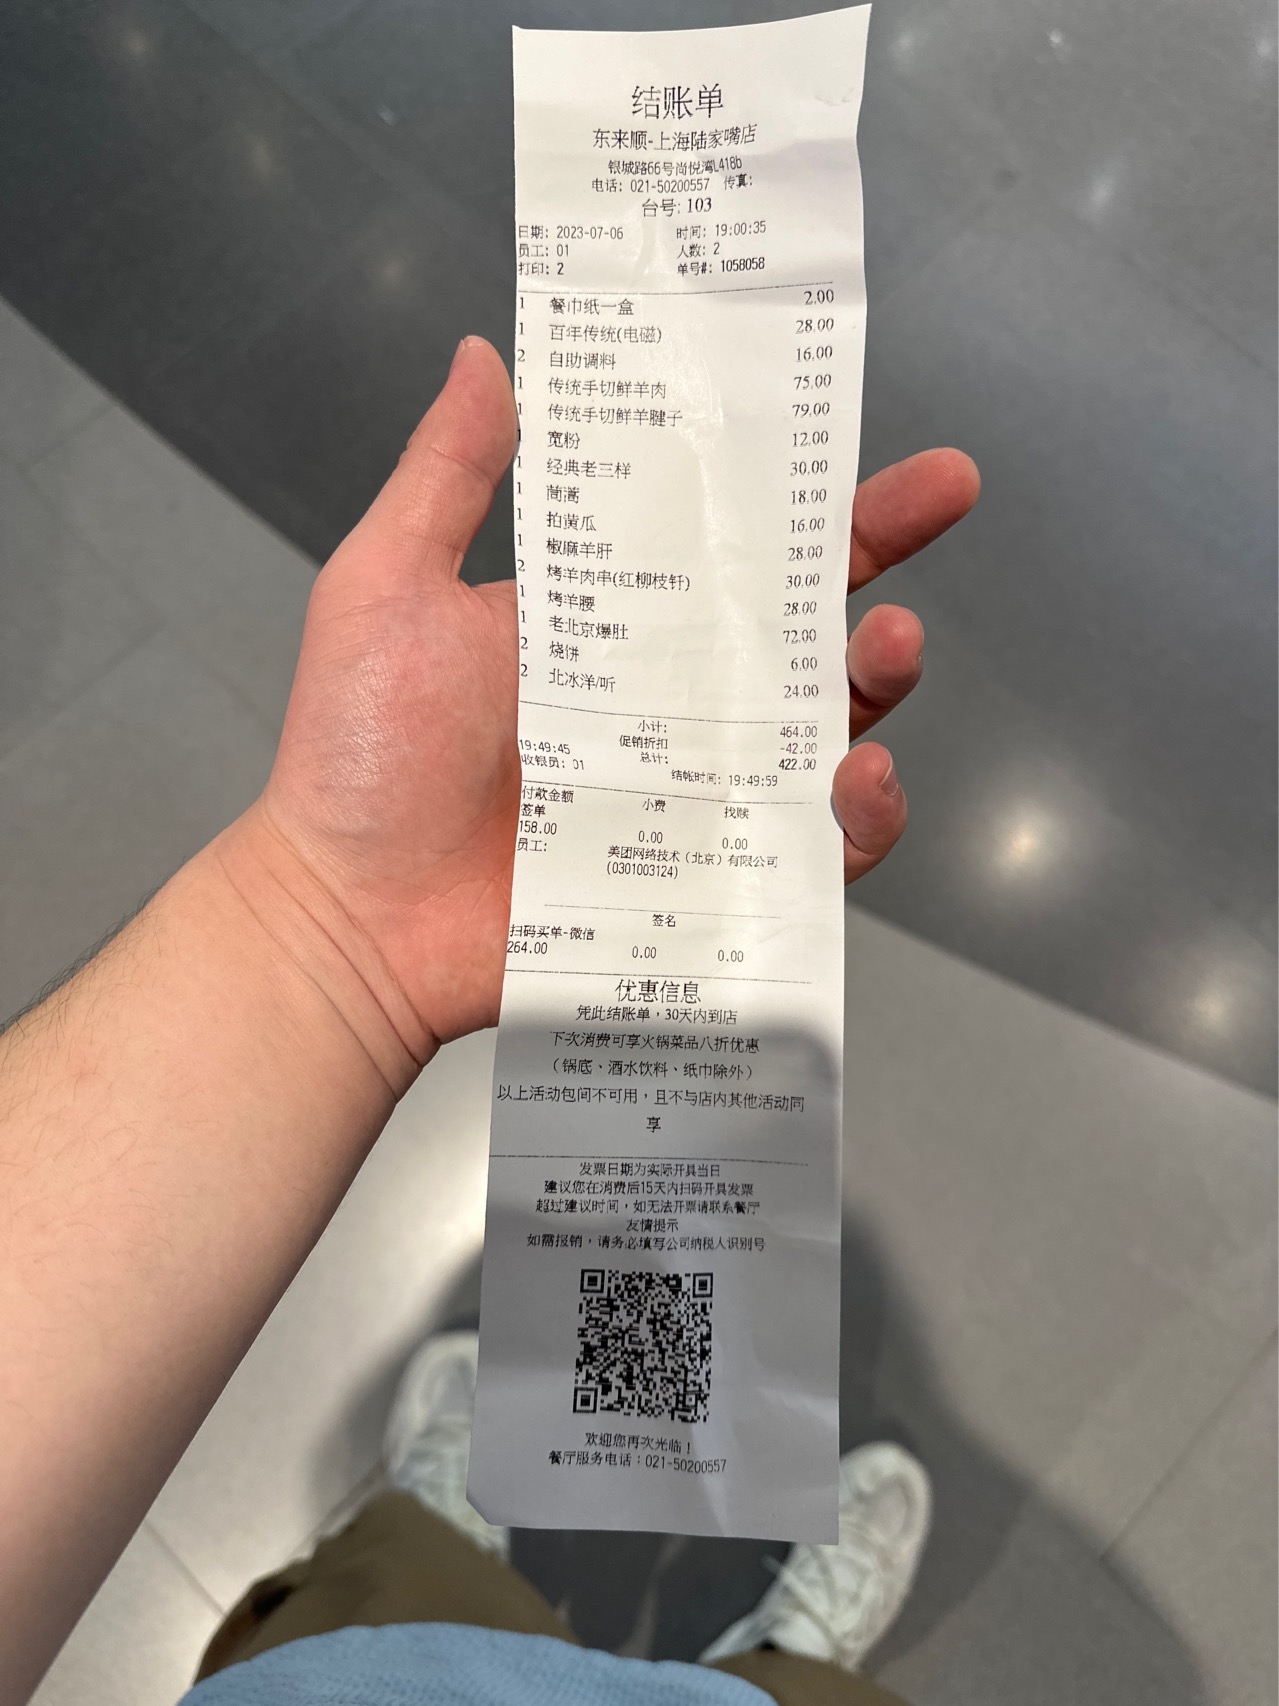 结账单
东来顺-上海陆家嘴店
银城路66号尚悦湾L418b
电话: 021-50200557 传真:
台号: 103
日期: 2023-07-06 时间: 19:00:35
员工: 01 人数: 2
打印: 2 单号#: 1058058
1 餐巾纸一盒 2.00
1 百年传统(电磁) 28.00
2 自助调料 16.00
1 传统手切鲜羊肉 75.00
1 传统手切鲜羊腱子 79.00
1 宽粉 12.00
1 经典老三样 30.00
1 茼蒿 18.00
1 拍黄瓜 16.00
1 椒麻羊肝 28.00
2 烤羊肉串(红柳枝钎) 30.00
1 烤羊腰 28.00
1 老北京爆肚 72.00
2 烧饼 6.00
2 北冰洋/听 24.00
小计: 464.00
促销折扣 -42.00
19:49:45 总计: 422.00
收银员: 01 结帐时间: 19:49:59
付款金额 小费 找赎
签单
158.00 0.00 0.00
员工: 美团网络技术（北京）有限公司
(0301003124)
签名
扫码买单-微信
264.00 0.00 0.00
优惠信息
凭此结账单，30天内到店
下次消费可享火锅菜品八折优惠
（锅底、酒水饮料、纸巾除外）
以上活动包间不可用，且不与店内其他活动同
享
发票日期为实际开具当日
建议您在消费后15天内扫码开具发票
超过建议时间，如无法开票请联系餐厅
友情提示
如需报销，请务必填写公司纳税人识别号
欢迎您再次光临！
餐厅服务电话：021-50200557